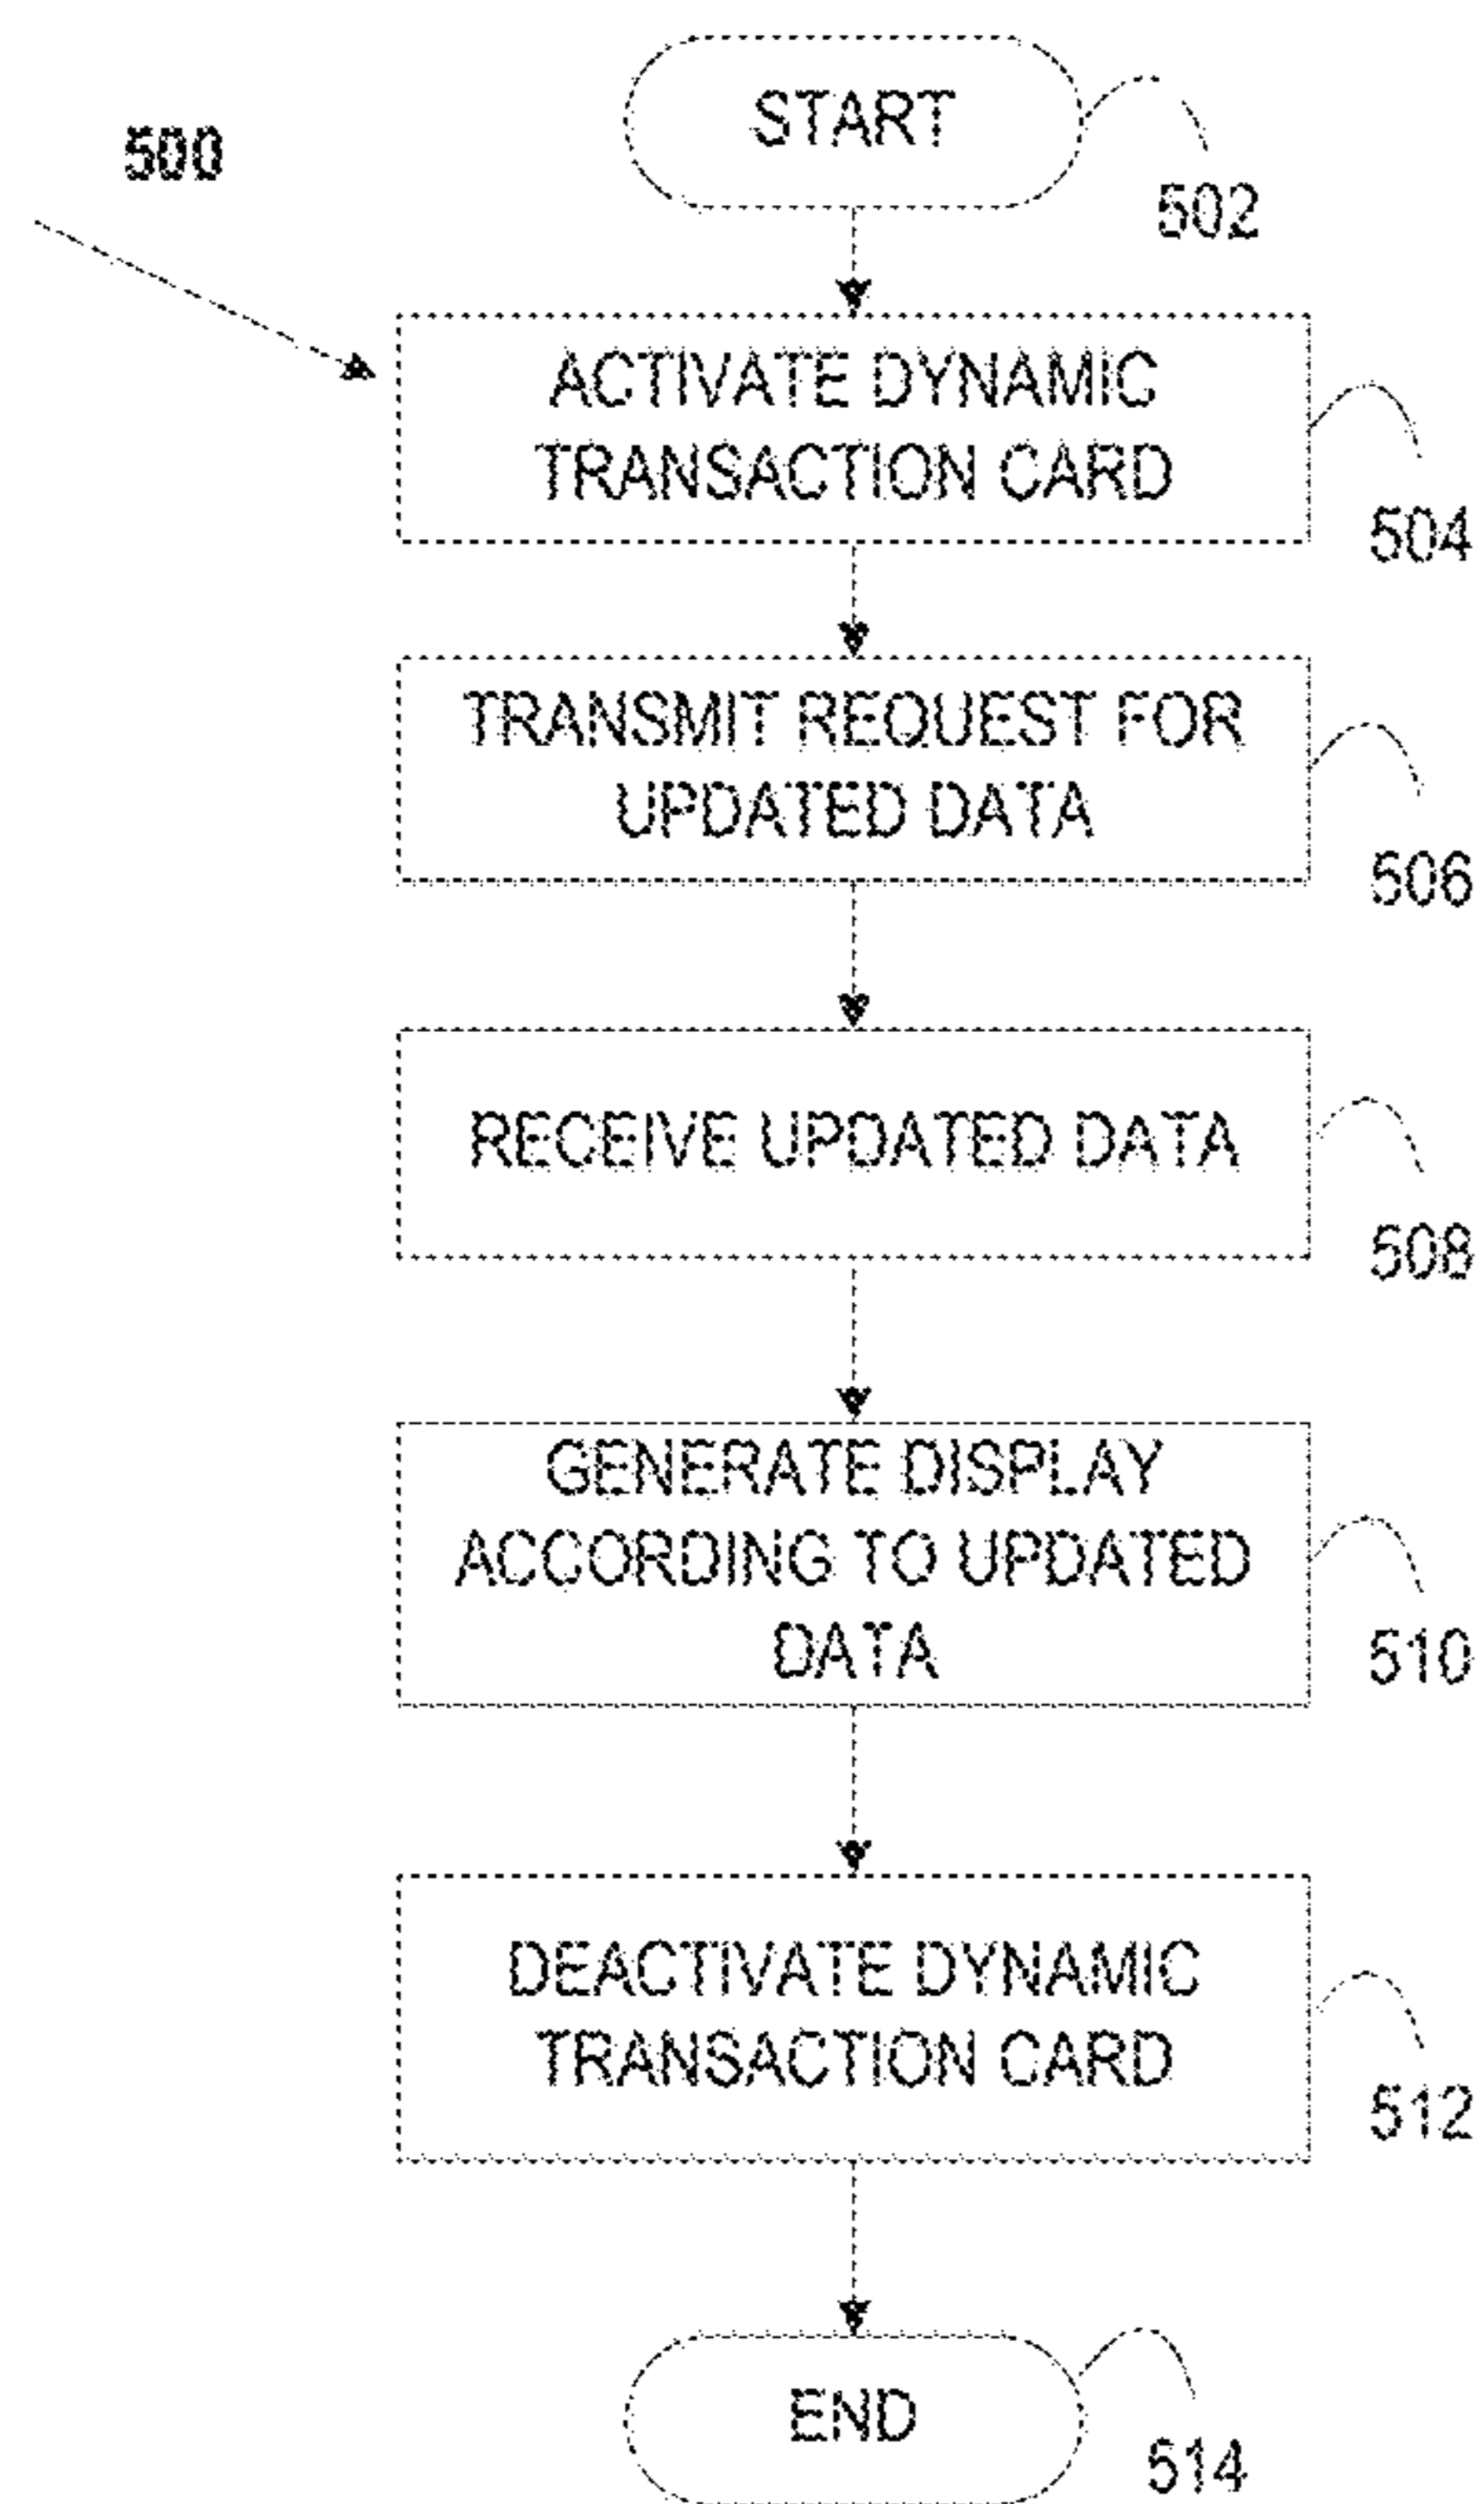 START
500
502
ACTIVATE DYNAMIC
TRANSACTION CARD
504
TRANSMIT REQUEST FOR
UPDATED DATA
506
RECEIVE UPDATED DATA
508
GENERATE DISPLAY
ACCORDING TO UPDATED
DATA
510
DEACTIVATE DYNAMIC
TRANSACTION CARD
512
END
514